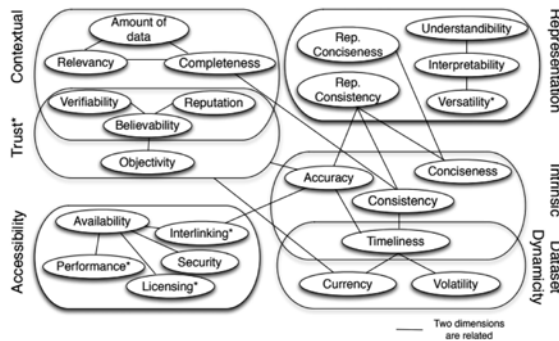 Contextual
Amount of
data
Relevancy
Completeness
Verifiability
Reputation
Believability
Trust*
Objectivity
Representation
Rep.
Conciseness
Understandibility
Interpretability
Rep.
Consistency
Versatility*
Accuracy
Conciseness
Intrinsic
Consistency
Timeliness
Dataset
Dynamicity
Currency
Volatility
Accessibility
Availability
Interlinking*
Performance*
Security
Licensing*
Two dimensions
are related